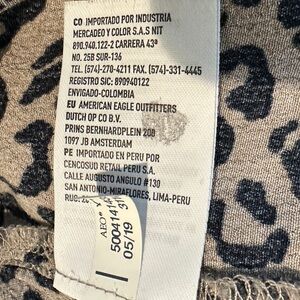 CO IMPORTADO POR INDUSTRIA
MERCADEO Y COLOR S.A.S NIT
890.940.122-2 CARRERA 43ª
NO. 25B SUR-136
TEL. (574)-270-4211 FAX. (574)-331-4445
REGISTRO SIC: 890940122
ENVIGADO-COLOMBIA
EU AMERICAN EAGLE OUTFITTERS
DUTCH OP CO B.V.
PRINS BERNHARDPLEIN 200
1097 JB AMSTERDAM
PE IMPORTADO EN PERU POR
CENCOSUD RETAIL PERU S.A.
CALLE AUGUSTO ANGULO #130
SAN ANTONIO-MIRAFLORES, LIMA-PERU
RUC:
AEO®
05/19